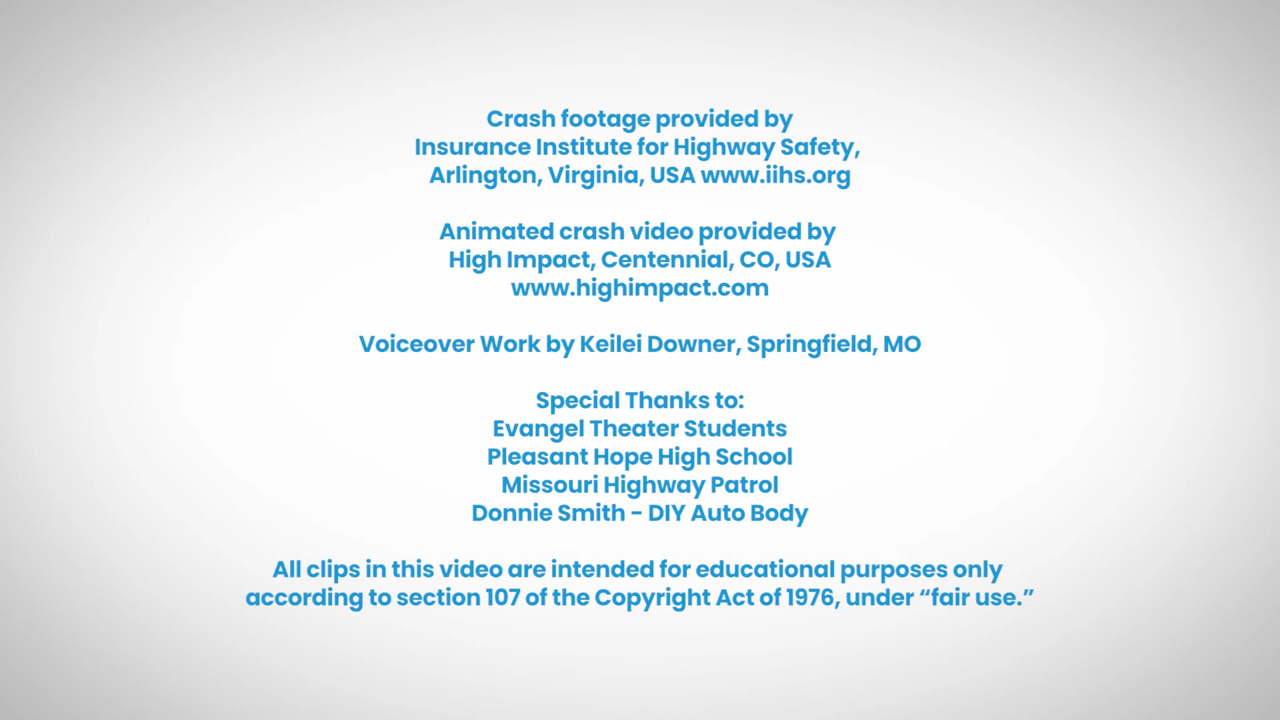 Crash footage provided by
Insurance Institute for Highway Safety,
Arlington, Virginia, USA www.iihs.org
Animated crash video provided by
High Impact, Centennial, CO, USA
www.highimpact.com
Voiceover Work by Keilei Downer, Springfield, MO
Special Thanks to:
Evangel Theater Students
Pleasant Hope High School
Missouri Highway Patrol
Donnie Smith - DIY Auto Body
All clips in this video are intended for educational purposes only
according to section 107 of the Copyright Act of 1976, under “fair use.”